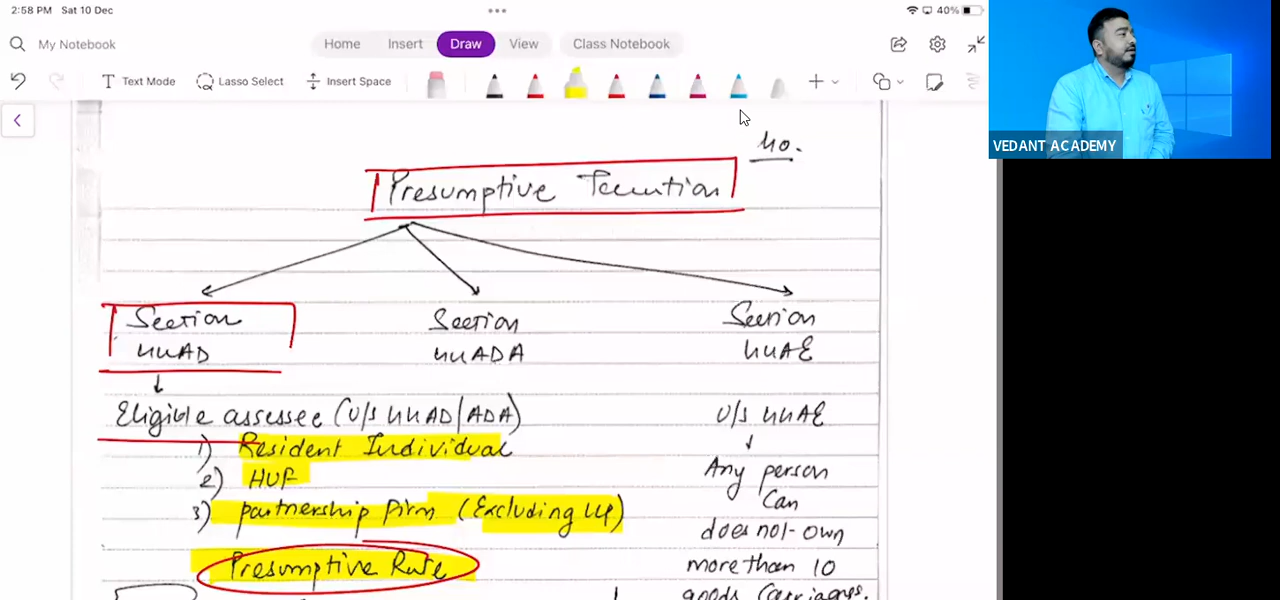 2:58 PM Sat 10 Dec
40%
My Notebook
Home Insert Draw View Class Notebook
Text Mode Lasso Select Insert Space
VEDANT ACADEMY
40.
Presumptive Taxation
Section Section Section
44AD 44ADA 44AE
Eligible assessee (U/s 44AD/ADA)
1) Resident Individual
2) HUF
3) partnership Firm (Excluding LLP)
Presumptive Rate
U/s 44AE
Any person
Can
does not own
more than 10
goods Carriages.